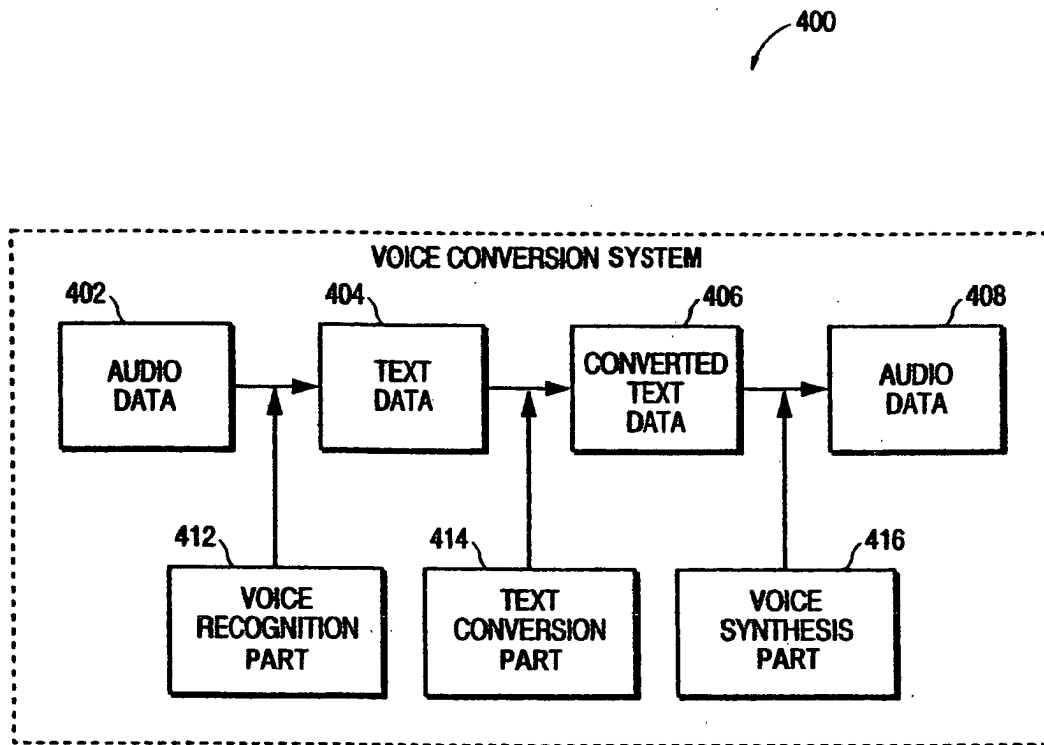 400
VOICE CONVERSION SYSTEM
402
404
406
408
AUDIO
DATA
TEXT
DATA
CONVERTED
TEXT
DATA
AUDIO
DATA
412
414
416
VOICE
RECOGNITION
PART
TEXT
CONVERSION
PART
VOICE
SYNTHESIS
PART